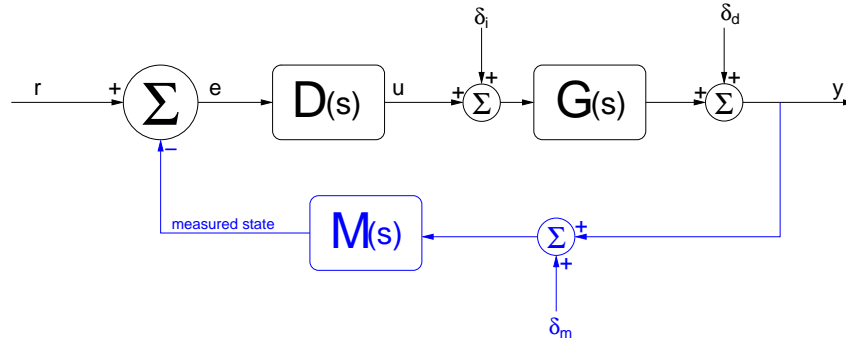 δi
δd
r
+
Σ
e
D(s)
u
+
+
Σ
G(s)
+
+
Σ
y
−
measured state
M(s)
Σ
+
+
δm